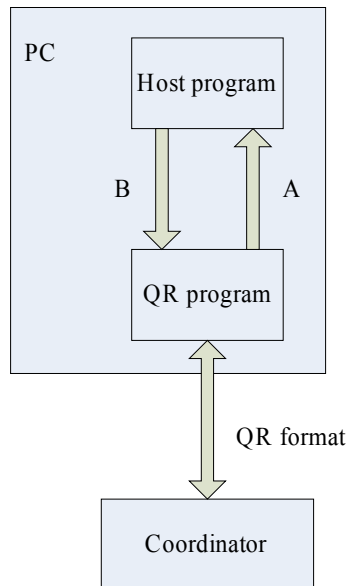 PC
Host program
B
A
QR program
QR format
Coordinator